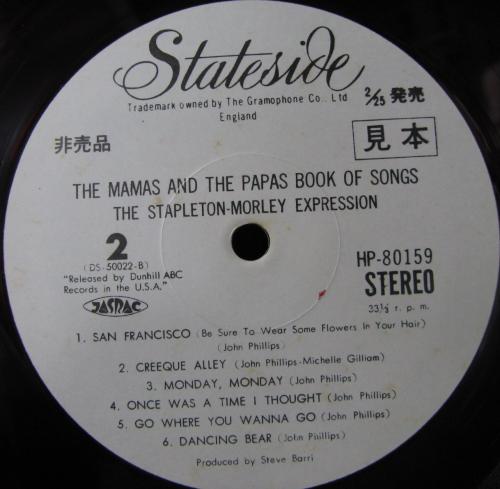 Stateside
Trademark owned by The Gramophone Co., Ltd
England
2/25 発売
非売品
見本
THE MAMAS AND THE PAPAS BOOK OF SONGS
THE STAPLETON-MORLEY EXPRESSION
2
(DS-50022-B)
"Released by Dunhill ABC
Records in the U.S.A."
JASRAC
HP-80159
STEREO
33⅓ r. p. m.
1. SAN FRANCISCO (Be Sure To Wear Some Flowers In Your Hair)
(John Phillips)
2. CREEQUE ALLEY (John Phillips-Michelle Gilliam)
3. MONDAY, MONDAY (John Phillips)
4. ONCE WAS A TIME I THOUGHT (John Phillips)
5. GO WHERE YOU WANNA GO (John Phillips)
6. DANCING BEAR (John Phillips)
Produced by Steve Barri